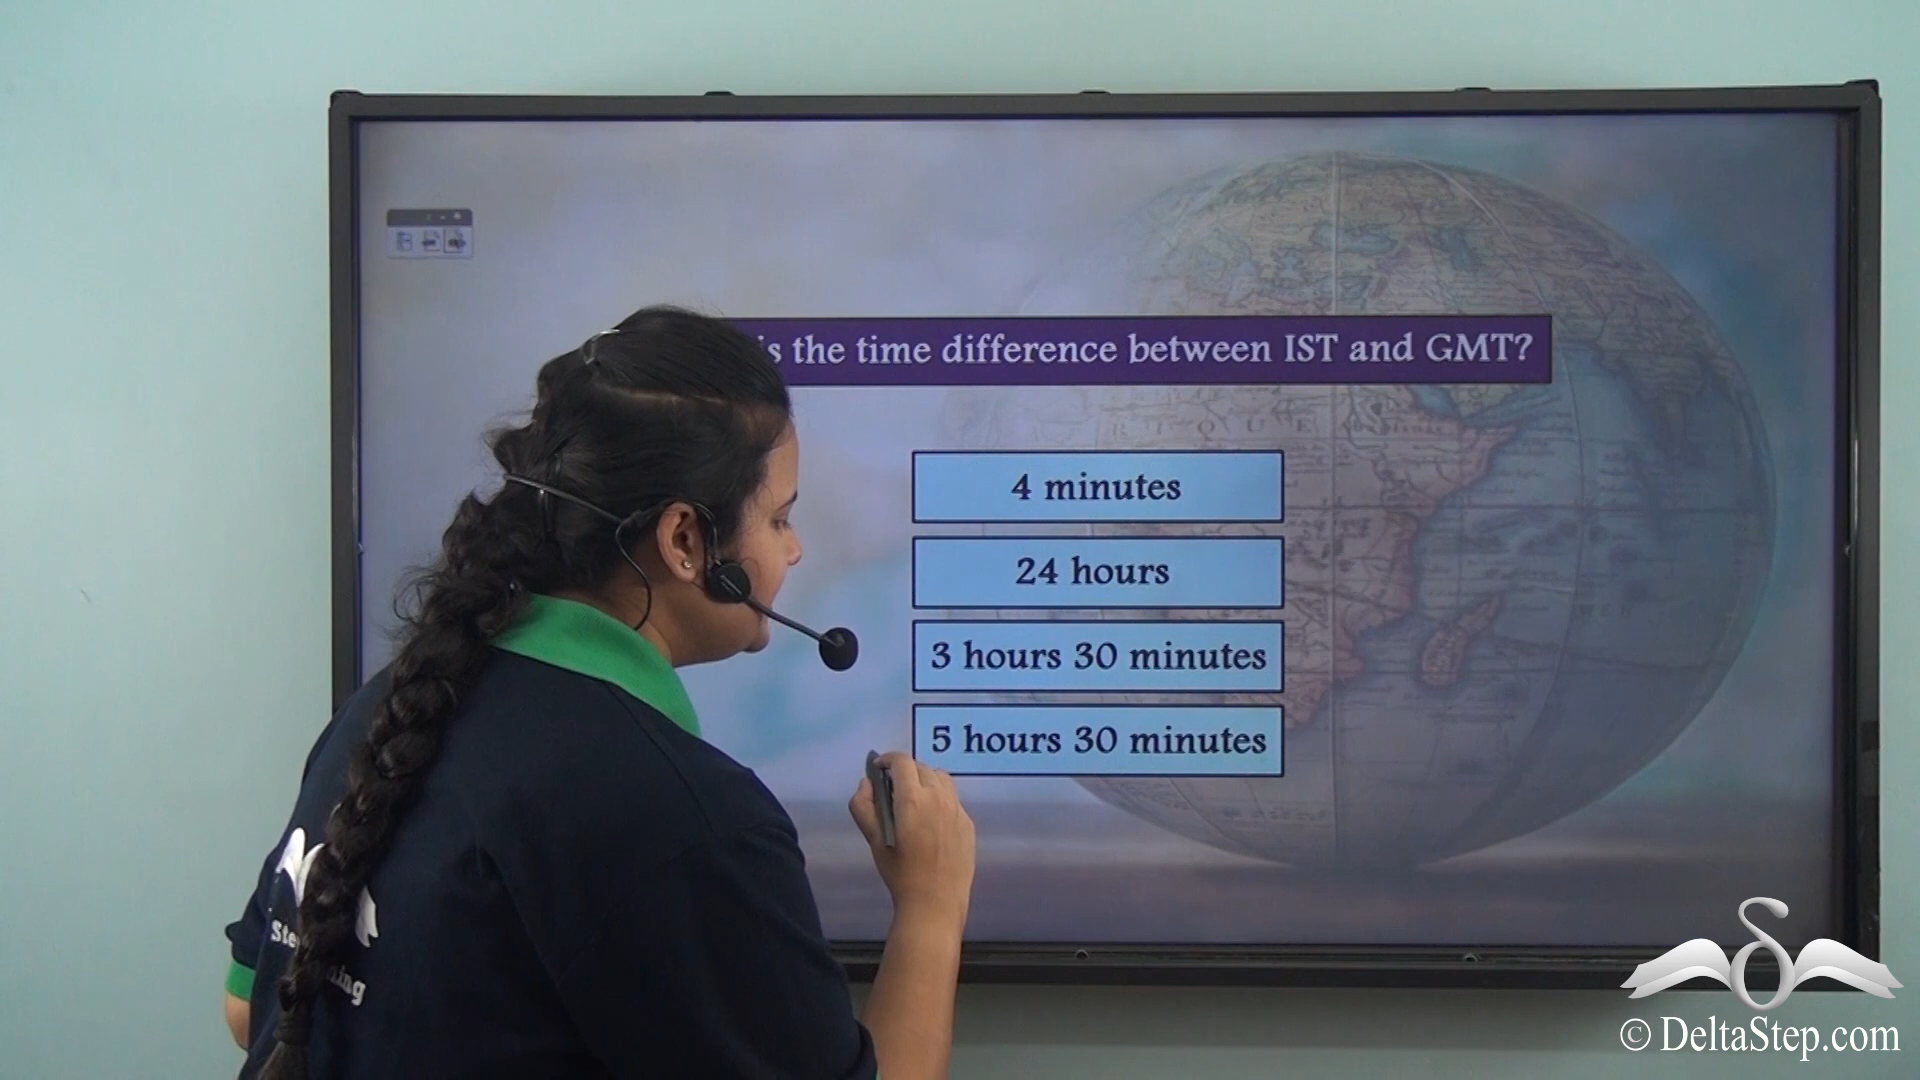 is the time difference between IST and GMT?
RIQUE
4 minutes
24 hours
3 hours 30 minutes
5 hours 30 minutes
© DeltaStep.com